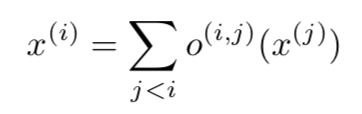 x^{(i)} = \sum_{j<i} o^{(i,j)}(x^{(j)})